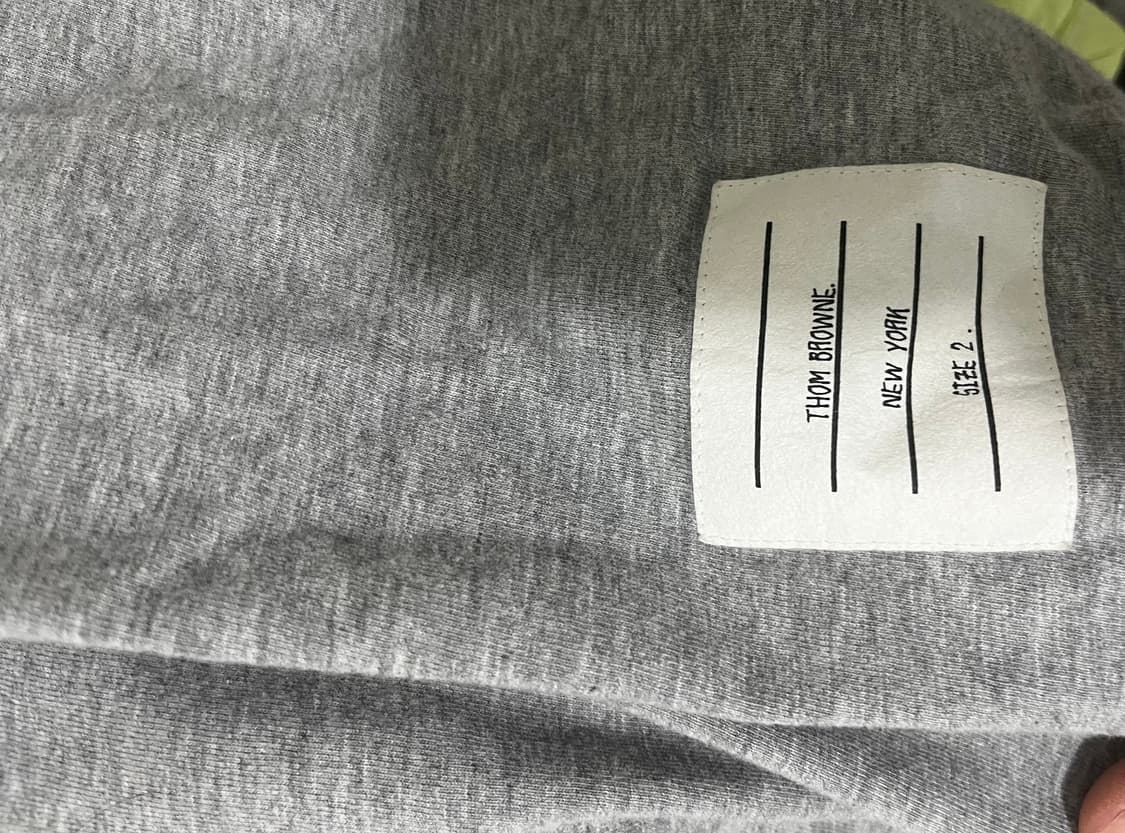 THOM BROWNE.
NEW YORK
SIZE 2.